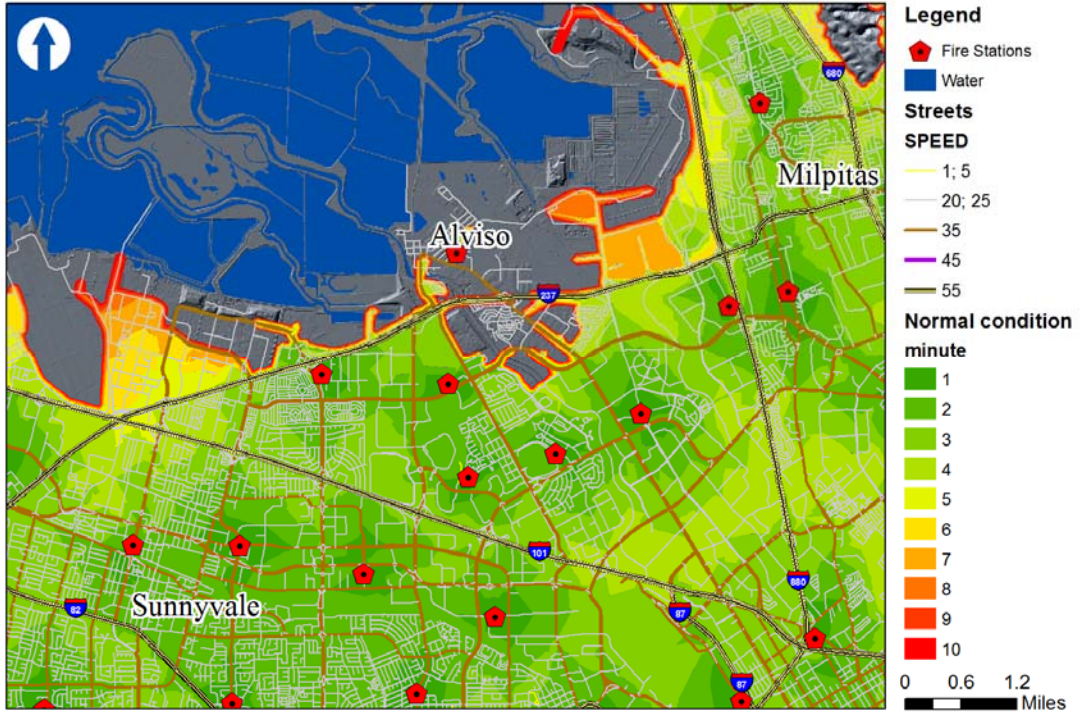 Alviso
Milpitas
Sunnyvale
680
237
101
880
87
87
82
Legend
Fire Stations
Water
Streets
SPEED
1; 5
20; 25
35
45
55
Normal condition
minute
1
2
3
4
5
6
7
8
9
10
0 0.6 1.2
Miles